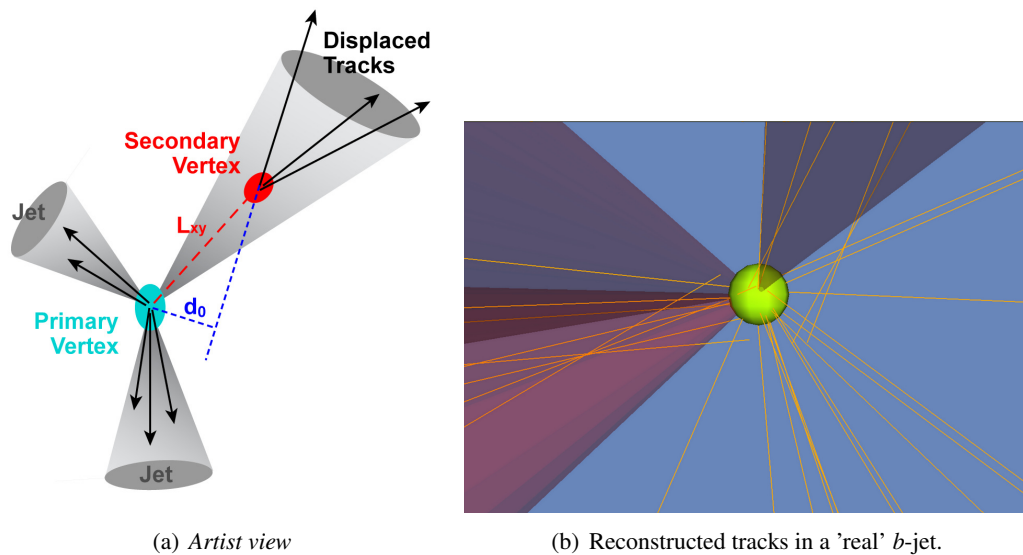 Displaced
Tracks
Secondary
Vertex
Jet
Lxy
d0
Primary
Vertex
Jet
(a) Artist view
(b) Reconstructed tracks in a ’real’ b-jet.